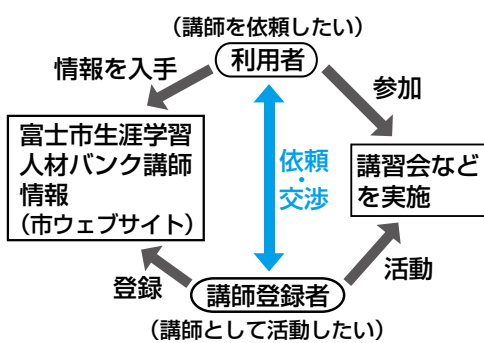 （講師を依頼したい）
利用者
情報を入手
参加
富士市生涯学習
人材バンク講師
情報
（市ウェブサイト）
依頼
・
交渉
講習会など
を実施
登録
活動
講師登録者
（講師として活動したい）